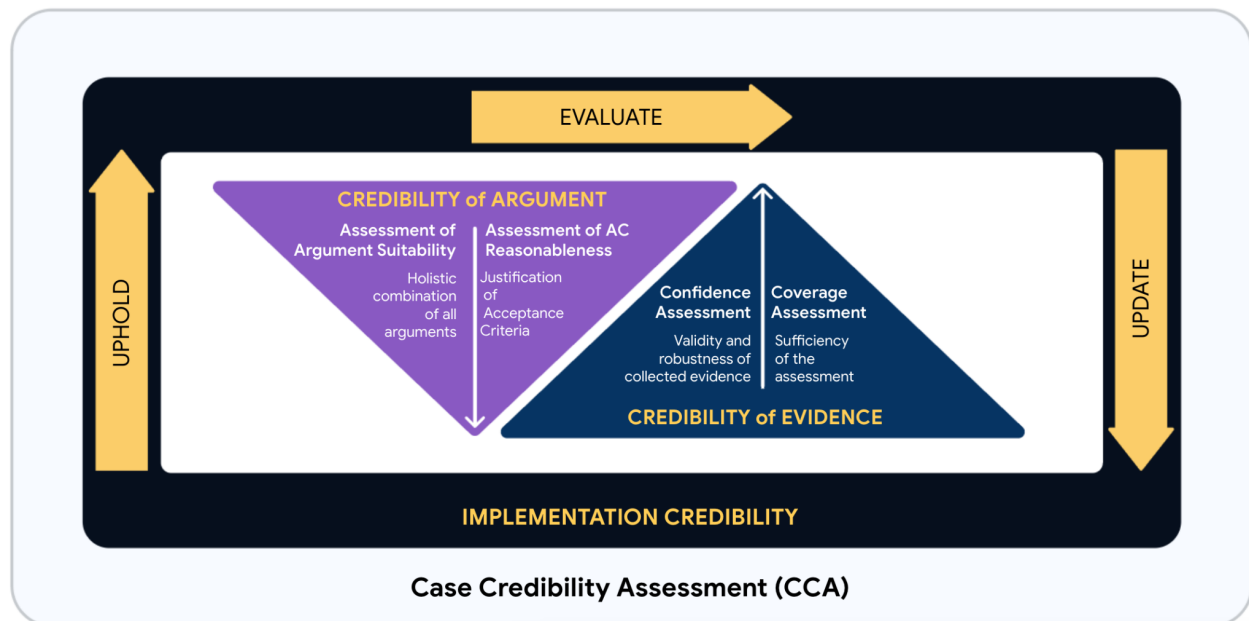 EVALUATE
UPHOLD
UPDATE
CREDIBILITY of ARGUMENT
Assessment of
Argument Suitability
Holistic
combination
of all
arguments
Assessment of AC
Reasonableness
Justification
of
Acceptance
Criteria
Confidence
Assessment
Validity and
robustness of
collected evidence
Coverage
Assessment
Sufficiency
of the
assessment
CREDIBILITY of EVIDENCE
IMPLEMENTATION CREDIBILITY
Case Credibility Assessment (CCA)